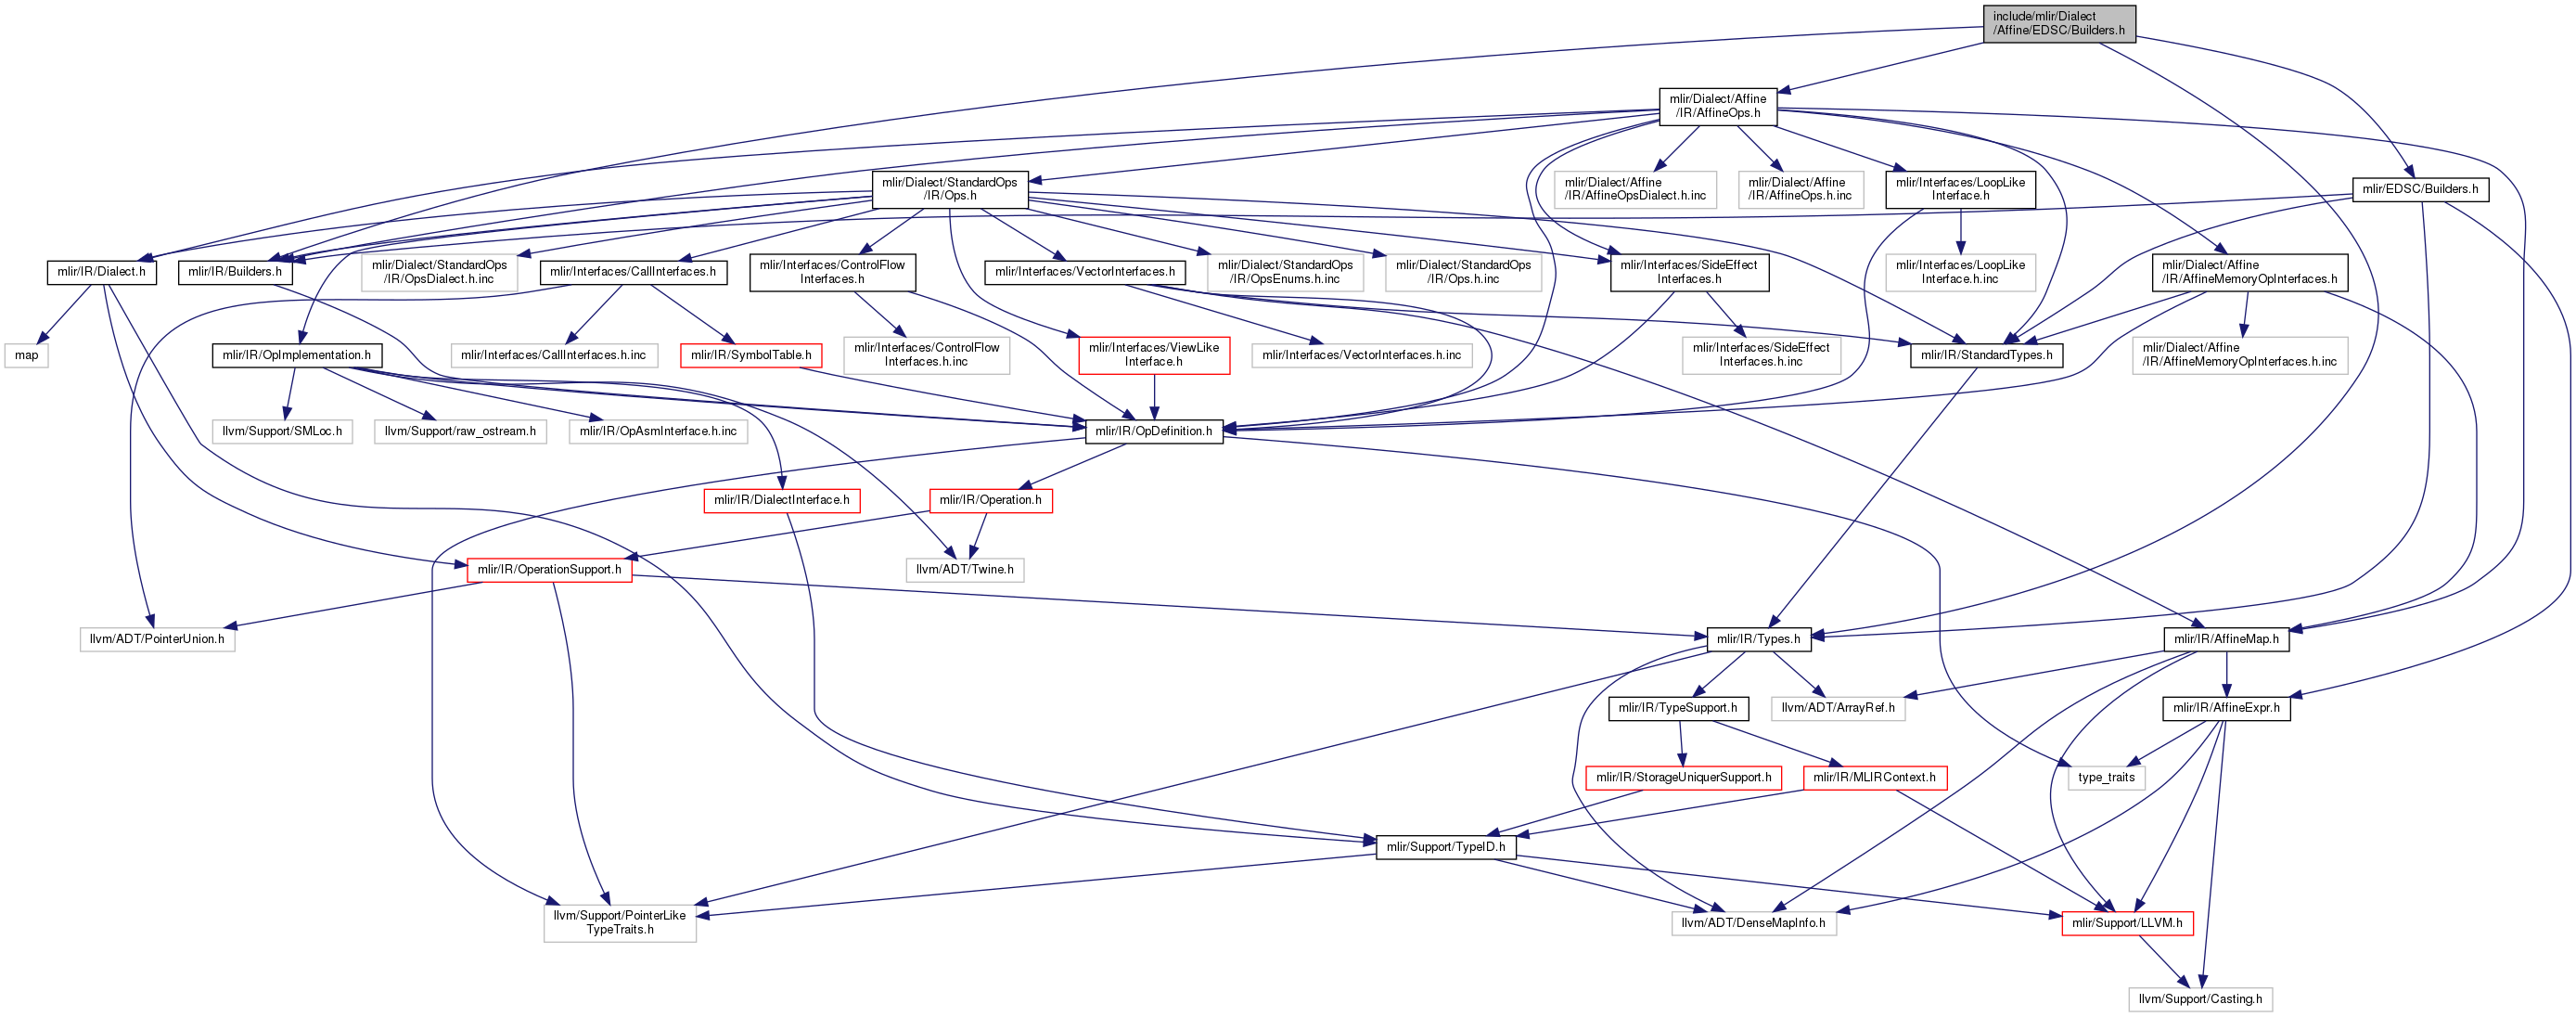 include/mlir/Dialect
/Affine/EDSC/Builders.h
mlir/Dialect/Affine
/IR/AffineOps.h
mlir/Dialect/StandardOps
/IR/Ops.h
mlir/Dialect/Affine
/IR/AffineOpsDialect.h.inc
mlir/Dialect/Affine
/IR/AffineOps.h.inc
mlir/Interfaces/LoopLike
Interface.h
mlir/EDSC/Builders.h
mlir/IR/Dialect.h
mlir/IR/Builders.h
mlir/Dialect/StandardOps
/IR/OpsDialect.h.inc
mlir/Interfaces/CallInterfaces.h
mlir/Interfaces/ControlFlow
Interfaces.h
mlir/Interfaces/VectorInterfaces.h
mlir/Dialect/StandardOps
/IR/OpsEnums.h.inc
mlir/Dialect/StandardOps
/IR/Ops.h.inc
mlir/Interfaces/SideEffect
Interfaces.h
mlir/Interfaces/LoopLike
Interface.h.inc
mlir/Dialect/Affine
/IR/AffineMemoryOpInterfaces.h
map
mlir/IR/OpImplementation.h
mlir/Interfaces/CallInterfaces.h.inc
mlir/IR/SymbolTable.h
mlir/Interfaces/ControlFlow
Interfaces.h.inc
mlir/Interfaces/ViewLike
Interface.h
mlir/Interfaces/VectorInterfaces.h.inc
mlir/Interfaces/SideEffect
Interfaces.h.inc
mlir/IR/StandardTypes.h
mlir/Dialect/Affine
/IR/AffineMemoryOpInterfaces.h.inc
llvm/Support/SMLoc.h
llvm/Support/raw_ostream.h
mlir/IR/OpAsmInterface.h.inc
mlir/IR/OpDefinition.h
mlir/IR/DialectInterface.h
mlir/IR/Operation.h
mlir/IR/OperationSupport.h
llvm/ADT/Twine.h
llvm/ADT/PointerUnion.h
mlir/IR/Types.h
mlir/IR/AffineMap.h
mlir/IR/TypeSupport.h
llvm/ADT/ArrayRef.h
mlir/IR/AffineExpr.h
mlir/IR/StorageUniquerSupport.h
mlir/IR/MLIRContext.h
type_traits
mlir/Support/TypeID.h
llvm/Support/PointerLike
TypeTraits.h
llvm/ADT/DenseMapInfo.h
mlir/Support/LLVM.h
llvm/Support/Casting.h